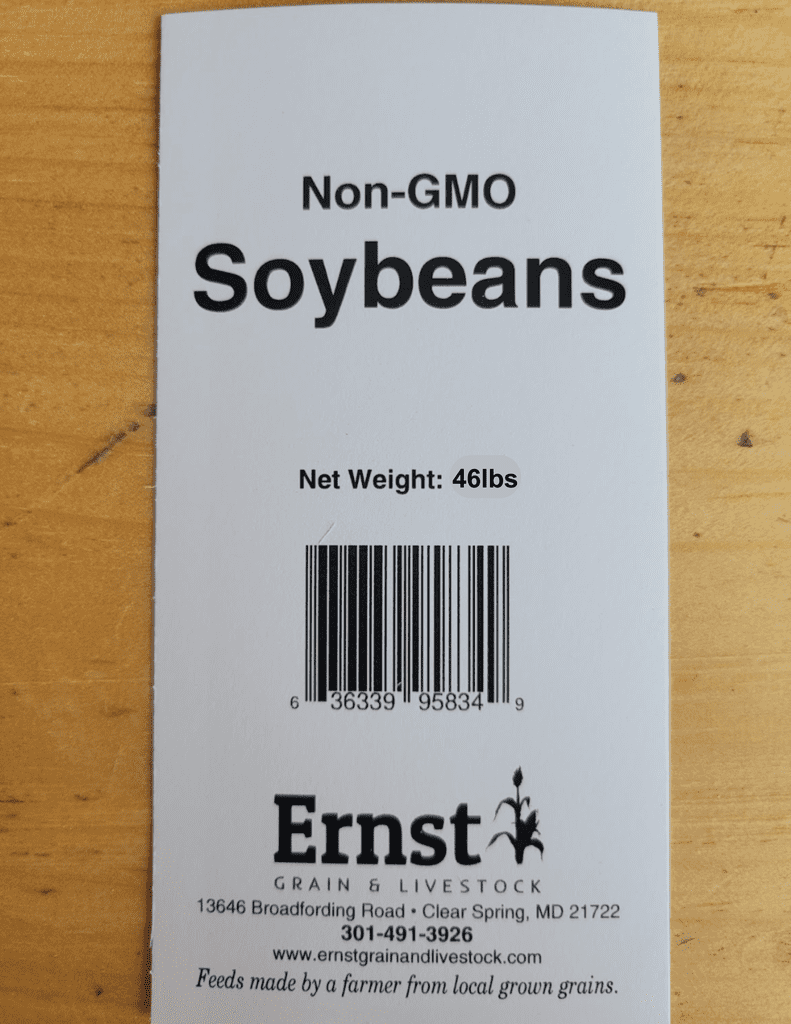 Non-GMO
Soybeans
Net Weight: 46lbs
6 36339 95834 9
Ernst
GRAIN & LIVESTOCK
13646 Broadfording Road • Clear Spring, MD 21722
301-491-3926
www.ernstgrainandlivestock.com
Feeds made by a farmer from local grown grains.